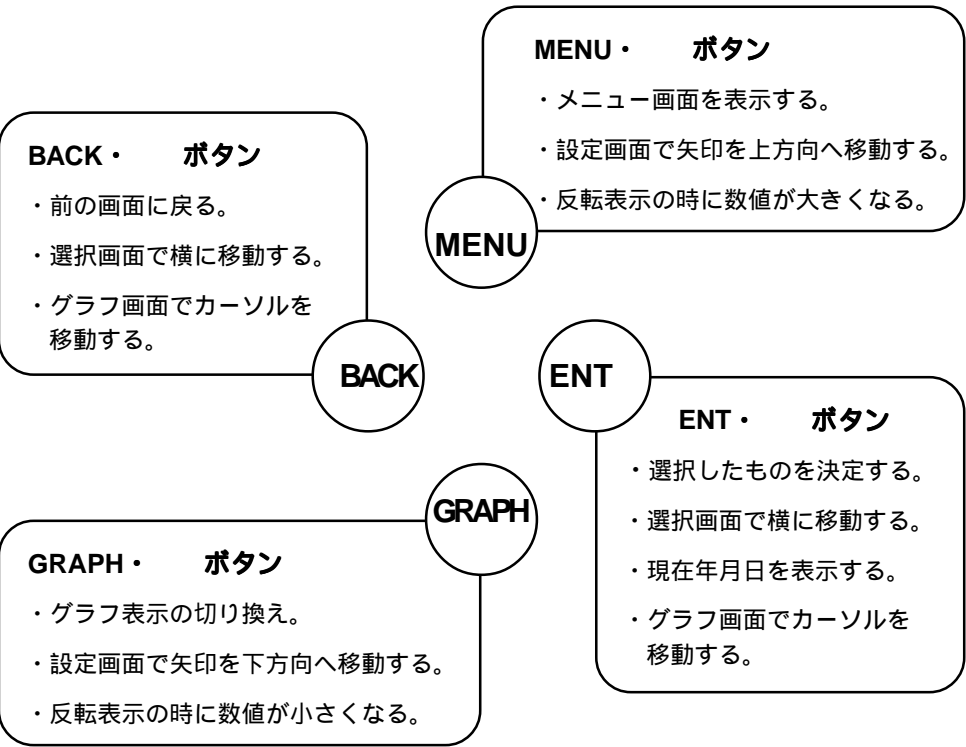 MENU・　ボタン
・メニュー画面を表示する。
・設定画面で矢印を上方向へ移動する。
・反転表示の時に数値が大きくなる。
MENU
BACK・　ボタン
・前の画面に戻る。
・選択画面で横に移動する。
・グラフ画面でカーソルを
移動する。
BACK
ENT
ENT・　ボタン
・選択したものを決定する。
・選択画面で横に移動する。
・現在年月日を表示する。
・グラフ画面でカーソルを
移動する。
GRAPH
GRAPH・　ボタン
・グラフ表示の切り換え。
・設定画面で矢印を下方向へ移動する。
・反転表示の時に数値が小さくなる。